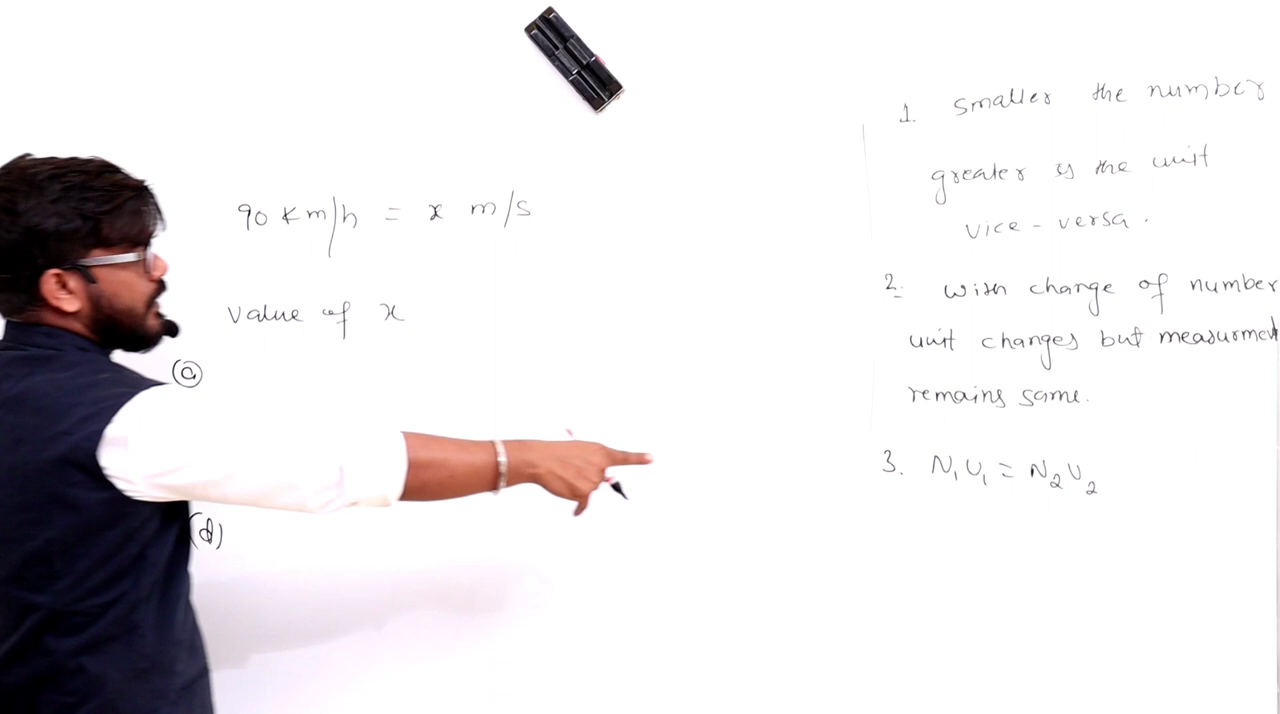 90 Km/h = x m/s
value of x
(a)
(d)
1. Smaller the number
greater is the unit
vice-versa.
2. With change of number
unit changes but measurment
remains same.
3. N₁U₁ = N₂U₂